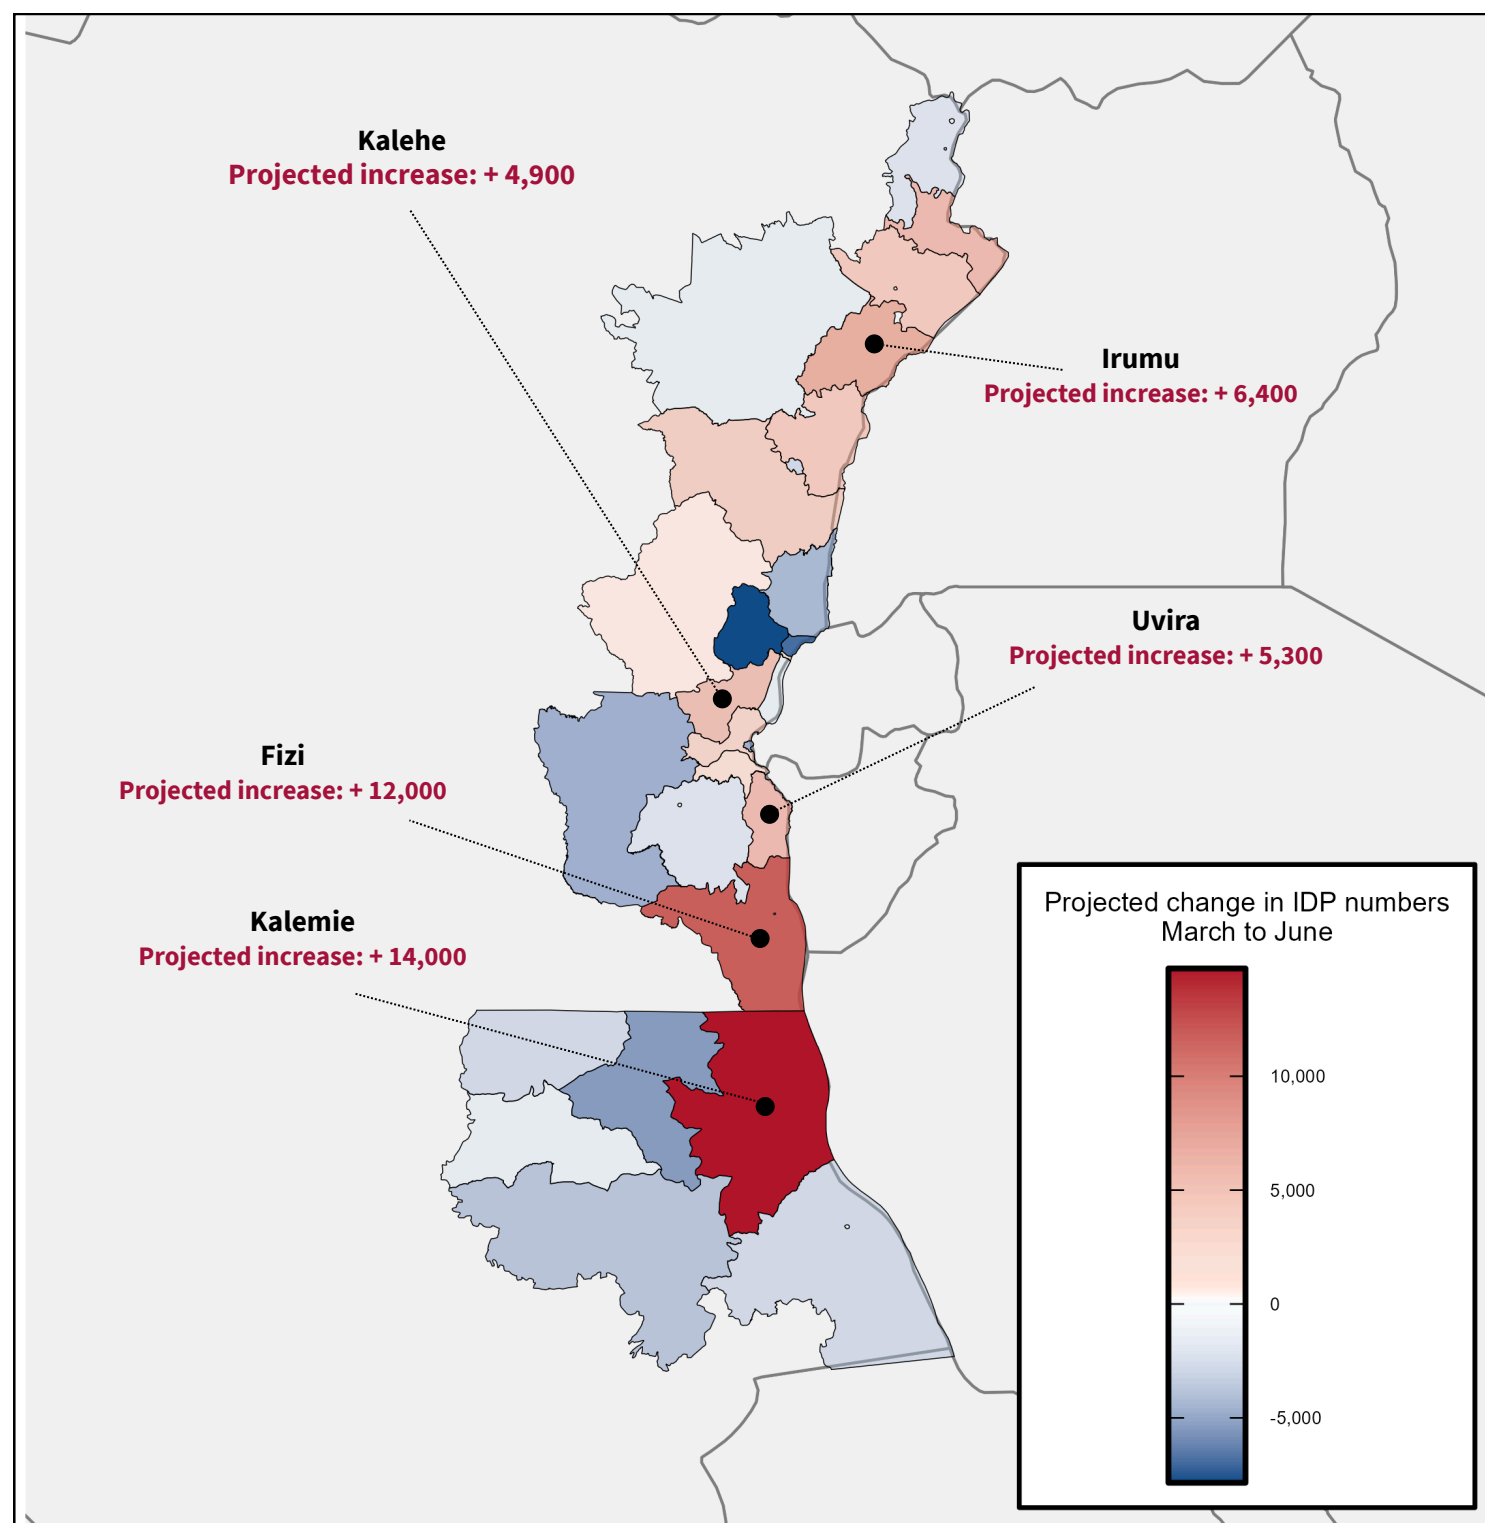 Kalehe
Projected increase: + 4,900
Irumu
Projected increase: + 6,400
Uvira
Projected increase: + 5,300
Fizi
Projected increase: + 12,000
Kalemie
Projected increase: + 14,000
Projected change in IDP numbers
March to June
10,000
5,000
0
-5,000